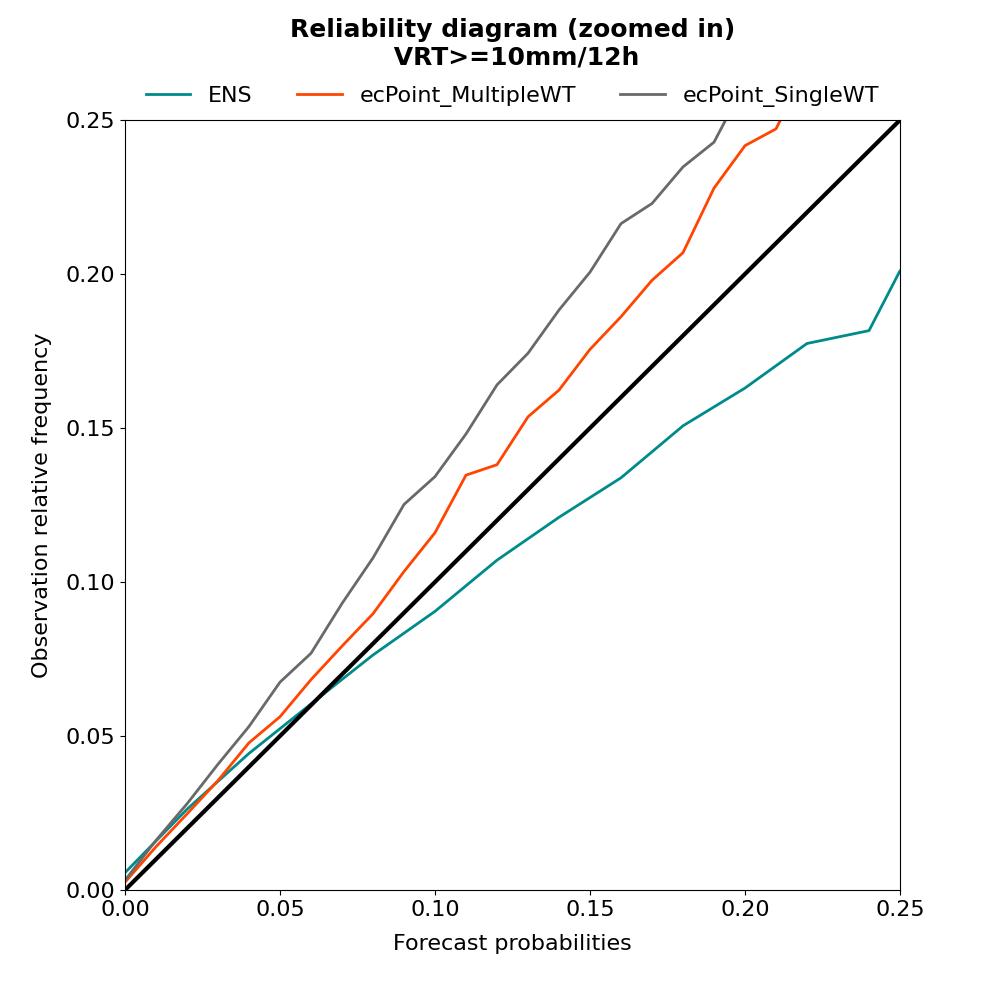 Reliability diagram (zoomed in)
VRT>=10mm/12h
ENS ecPoint_MultipleWT ecPoint_SingleWT
0.25
0.20
0.15
0.10
0.05
0.00
Observation relative frequency
0.00 0.05 0.10 0.15 0.20 0.25
Forecast probabilities